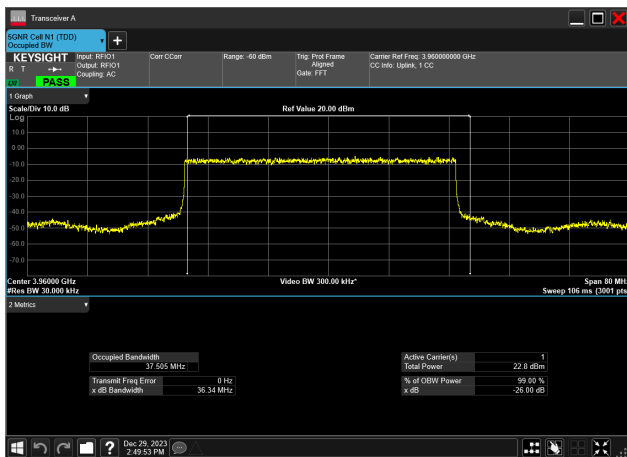 Transceiver A
5GNR Cell N1 (TDD)
Occupied BW
+
KEYSIGHT
R T
LV
PASS
Input: RFIO1
Output: RFIO1
Coupling: AC
Corr CCorr
Range: -60 dBm
Trig: Prot Frame
Aligned
Gate: FFT
Carrier Ref Freq: 3.960000000 GHz
CC Info: Uplink, 1 CC
1 Graph
Scale/Div 10.0 dB
Ref Value 20.00 dBm
Log
10.0
0.00
-10.0
-20.0
-30.0
-40.0
-50.0
-60.0
-70.0
Center 3.96000 GHz
#Res BW 30.000 kHz
Video BW 300.00 kHz*
Span 80 MHz
Sweep 106 ms (3001 pts)
2 Metrics
Occupied Bandwidth
37.505 MHz
Transmit Freq Error 0 Hz
x dB Bandwidth 36.34 MHz
Active Carrier(s) 1
Total Power 22.8 dBm
% of OBW Power 99.00 %
x dB -26.00 dB
?
Dec 29, 2023
2:49:53 PM